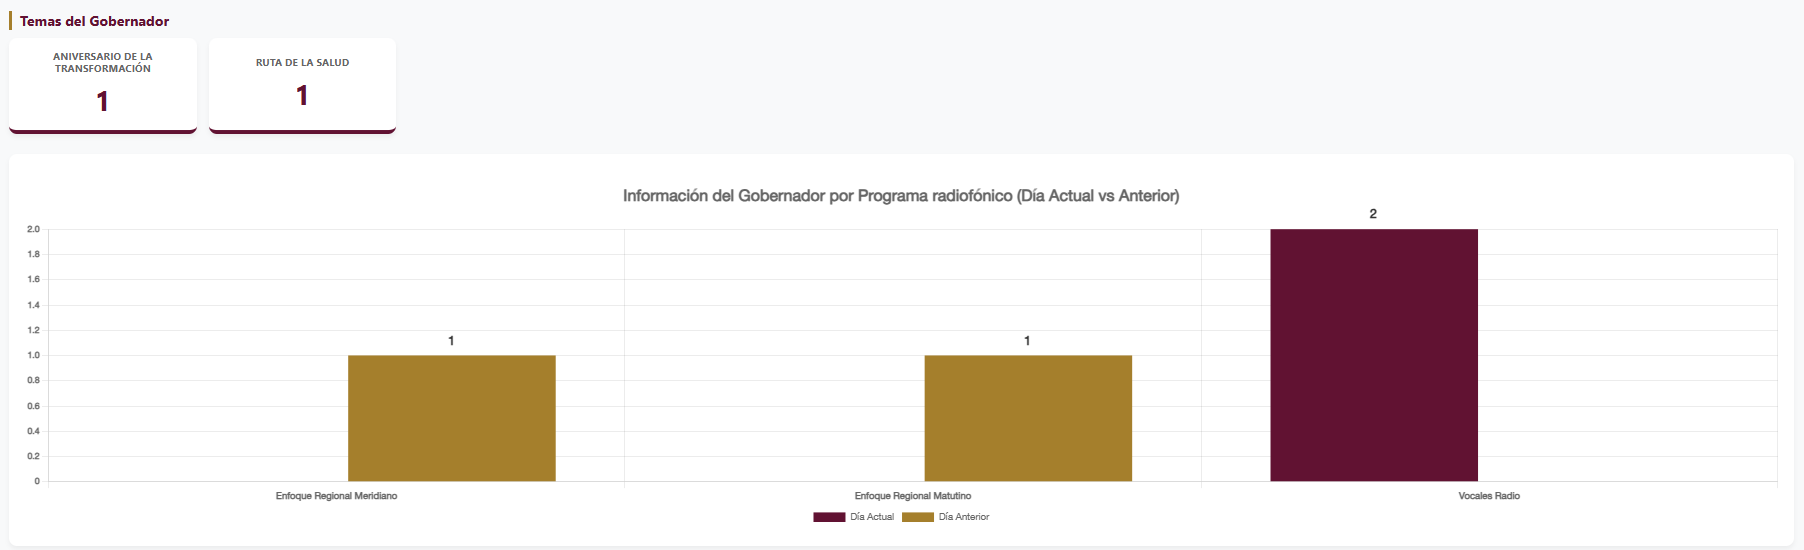 Temas del Gobernador
ANIVERSARIO DE LA
TRANSFORMACIÓN
1
RUTA DE LA SALUD
1
Información del Gobernador por Programa radiofónico (Día Actual vs Anterior)
2
2.0
1.8
1.6
1.4
1.2
1
1
1.0
0.8
0.6
0.4
0.2
0
Enfoque Regional Meridiano
Enfoque Regional Matutino
Vocales Radio
Día Actual
Día Anterior